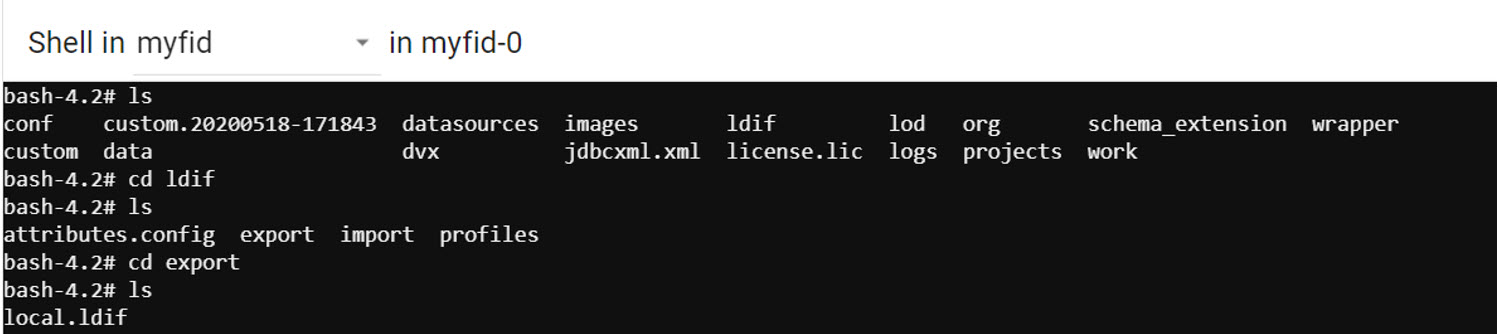 Shell in myfid in myfid-0
bash-4.2# ls
conf    custom.20200518-171843  datasources  images       ldif         lod   org       schema_extension  wrapper
custom  data                    dvx          jdbcxml.xml  license.lic  logs  projects  work
bash-4.2# cd ldif
bash-4.2# ls
attributes.config  export  import  profiles
bash-4.2# cd export
bash-4.2# ls
local.ldif